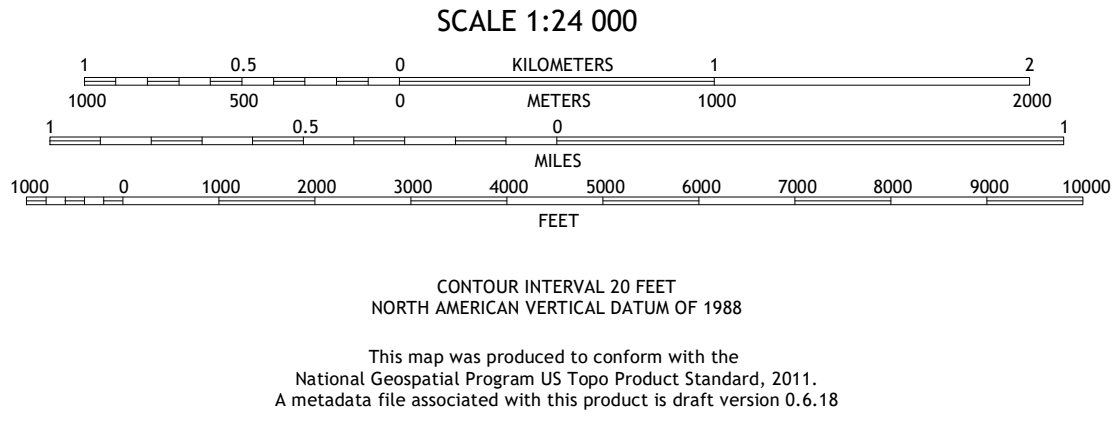 SCALE 1:24 000
1 0.5 0 KILOMETERS 1 2
1000 500 0 METERS 1000 2000
1 0.5 0 1
MILES
1000 0 1000 2000 3000 4000 5000 6000 7000 8000 9000 10000
FEET
CONTOUR INTERVAL 20 FEET
NORTH AMERICAN VERTICAL DATUM OF 1988
This map was produced to conform with the
National Geospatial Program US Topo Product Standard, 2011.
A metadata file associated with this product is draft version 0.6.18